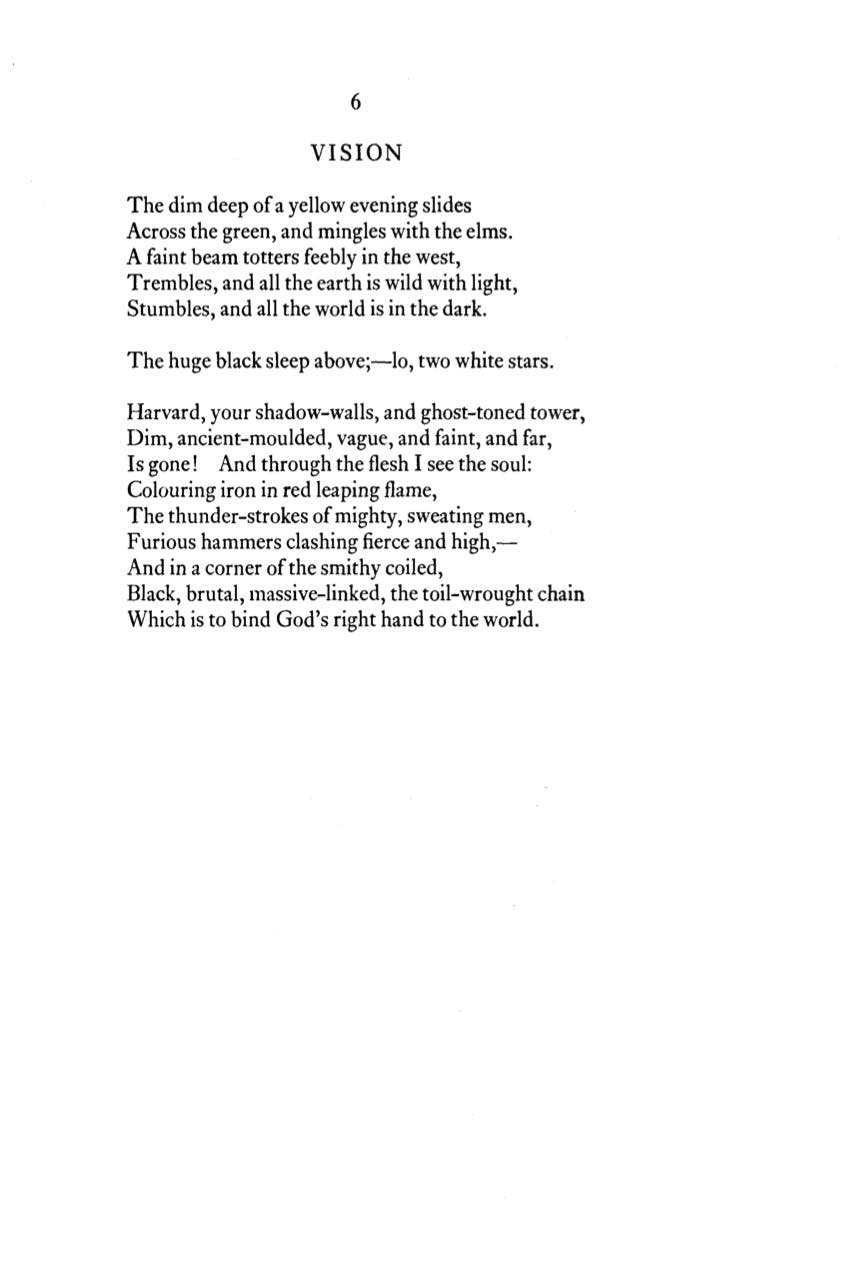 6
VISION
The dim deep of a yellow evening slides
Across the green, and mingles with the elms.
A faint beam totters feebly in the west,
Trembles, and all the earth is wild with light,
Stumbles, and all the world is in the dark.
The huge black sleep above;—lo, two white stars.
Harvard, your shadow-walls, and ghost-toned tower,
Dim, ancient-moulded, vague, and faint, and far,
Is gone! And through the flesh I see the soul:
Colouring iron in red leaping flame,
The thunder-strokes of mighty, sweating men,
Furious hammers clashing fierce and high,—
And in a corner of the smithy coiled,
Black, brutal, massive-linked, the toil-wrought chain
Which is to bind God's right hand to the world.